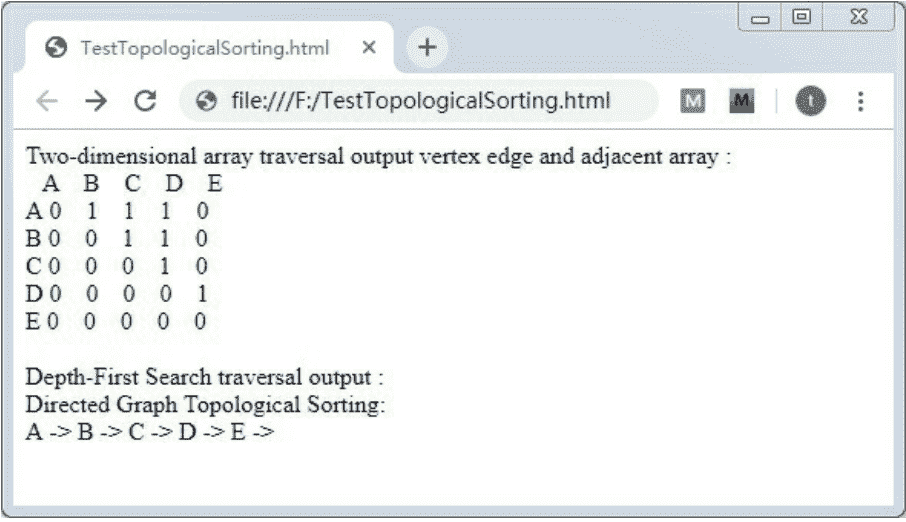 TestTopologicalSorting.html
file:///F:/TestTopologicalSorting.html
M
.M
t
Two-dimensional array traversal output vertex edge and adjacent array :
A B C D E
A 0 1 1 1 0
B 0 0 1 1 0
C 0 0 0 1 0
D 0 0 0 0 1
E 0 0 0 0 0
Depth-First Search traversal output :
Directed Graph Topological Sorting:
A -> B -> C -> D -> E ->